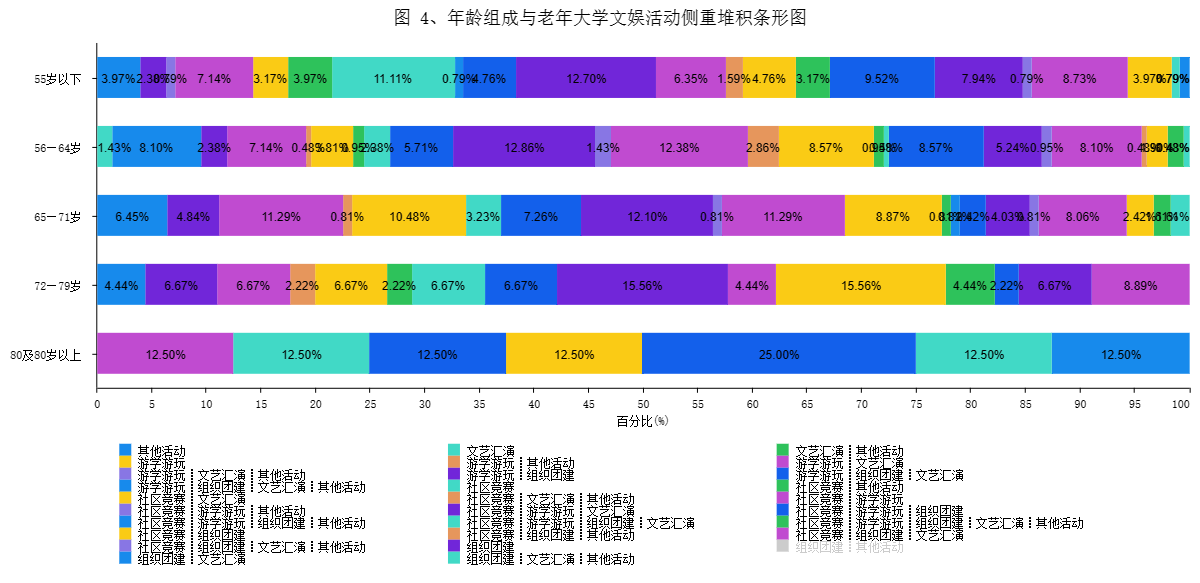 图 4、年龄组成与老年大学文娱活动侧重堆积条形图
55岁以下 3.97% 2.38% 0.79% 7.14% 3.17% 3.97% 11.11% 0.79% 4.76% 12.70% 6.35% 1.59% 4.76% 3.17% 9.52% 7.94% 0.79% 8.73% 3.97% 0.79%
56—64岁 1.43% 8.10% 2.38% 7.14% 0.48% 3.81% 0.95% 2.38% 5.71% 12.86% 1.43% 12.38% 2.86% 8.57% 8.57% 5.24% 0.95% 8.10% 0.48%
65—71岁 6.45% 4.84% 11.29% 0.81% 10.48% 3.23% 7.26% 12.10% 0.81% 11.29% 8.87% 4.03% 0.81% 8.06% 2.42% 1.61%
72—79岁 4.44% 6.67% 6.67% 2.22% 6.67% 2.22% 6.67% 6.67% 15.56% 4.44% 15.56% 4.44% 2.22% 6.67% 8.89%
80及80岁以上 12.50% 12.50% 12.50% 12.50% 25.00% 12.50% 12.50%
0 5 10 15 20 25 30 35 40 45 50 55 60 65 70 75 80 85 90 95 100
百分比(%)
其他活动 文艺汇演 文艺汇演┇其他活动
游学游玩 游学游玩┇其他活动 游学游玩┇文艺汇演
游学游玩┇文艺汇演┇其他活动 游学游玩┇组织团建 游学游玩┇组织团建┇文艺汇演
游学游玩┇组织团建┇文艺汇演┇其他活动 社区竞赛 社区竞赛┇其他活动
社区竞赛┇文艺汇演 社区竞赛┇文艺汇演┇其他活动 社区竞赛┇游学游玩
社区竞赛┇游学游玩┇其他活动 社区竞赛┇游学游玩┇文艺汇演 社区竞赛┇游学游玩┇组织团建
社区竞赛┇游学游玩┇组织团建┇其他活动 社区竞赛┇游学游玩┇组织团建┇文艺汇演 社区竞赛┇游学游玩┇组织团建┇文艺汇演┇其他活动
社区竞赛┇组织团建 社区竞赛┇组织团建┇其他活动 社区竞赛┇组织团建┇文艺汇演
社区竞赛┇组织团建┇文艺汇演┇其他活动 组织团建 组织团建┇其他活动
组织团建┇文艺汇演 组织团建┇文艺汇演┇其他活动